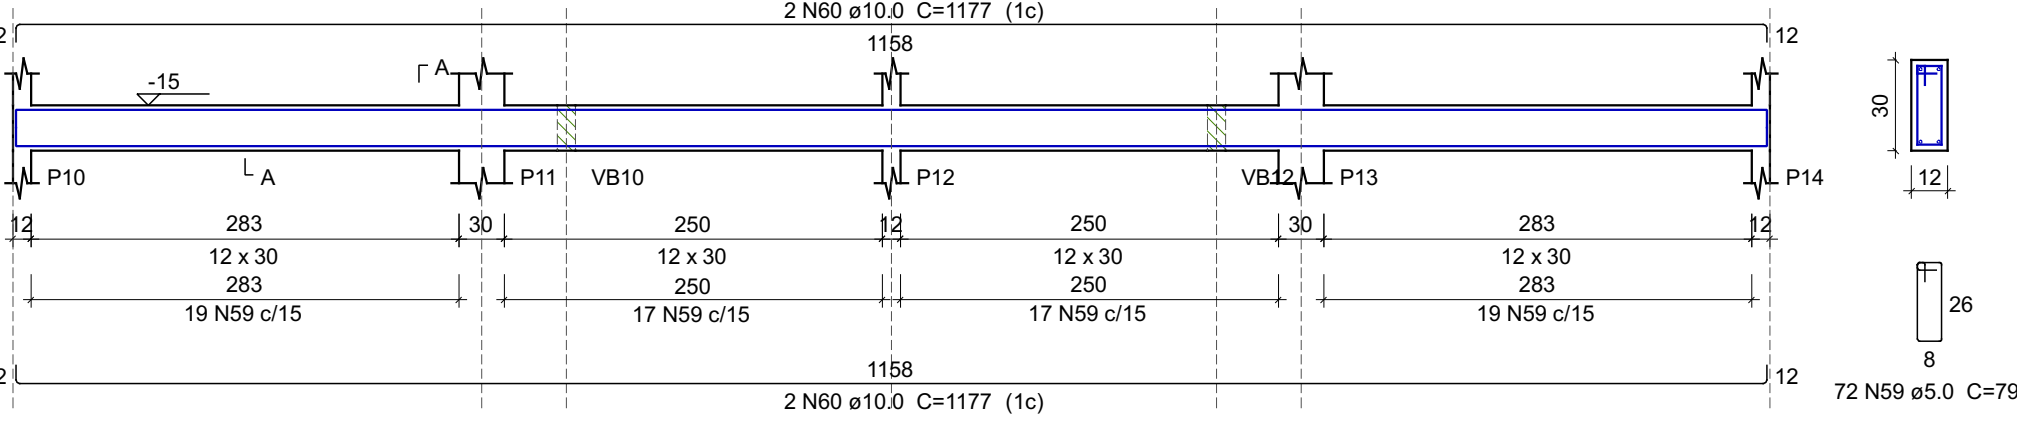 2 N60 ø10.0 C=1177 (1c)
2 12
1158
A
-15
30
P10 A P11 VB10 P12 VB12 P13 P14
12
12 283 30 250 12 250 30 283 12
12 x 30 12 x 30 12 x 30 12 x 30
283 250 250 283
19 N59 c/15 17 N59 c/15 17 N59 c/15 19 N59 c/15
26
8
1158
2 12
72 N59 ø5.0 C=79
2 N60 ø10.0 C=1177 (1c)